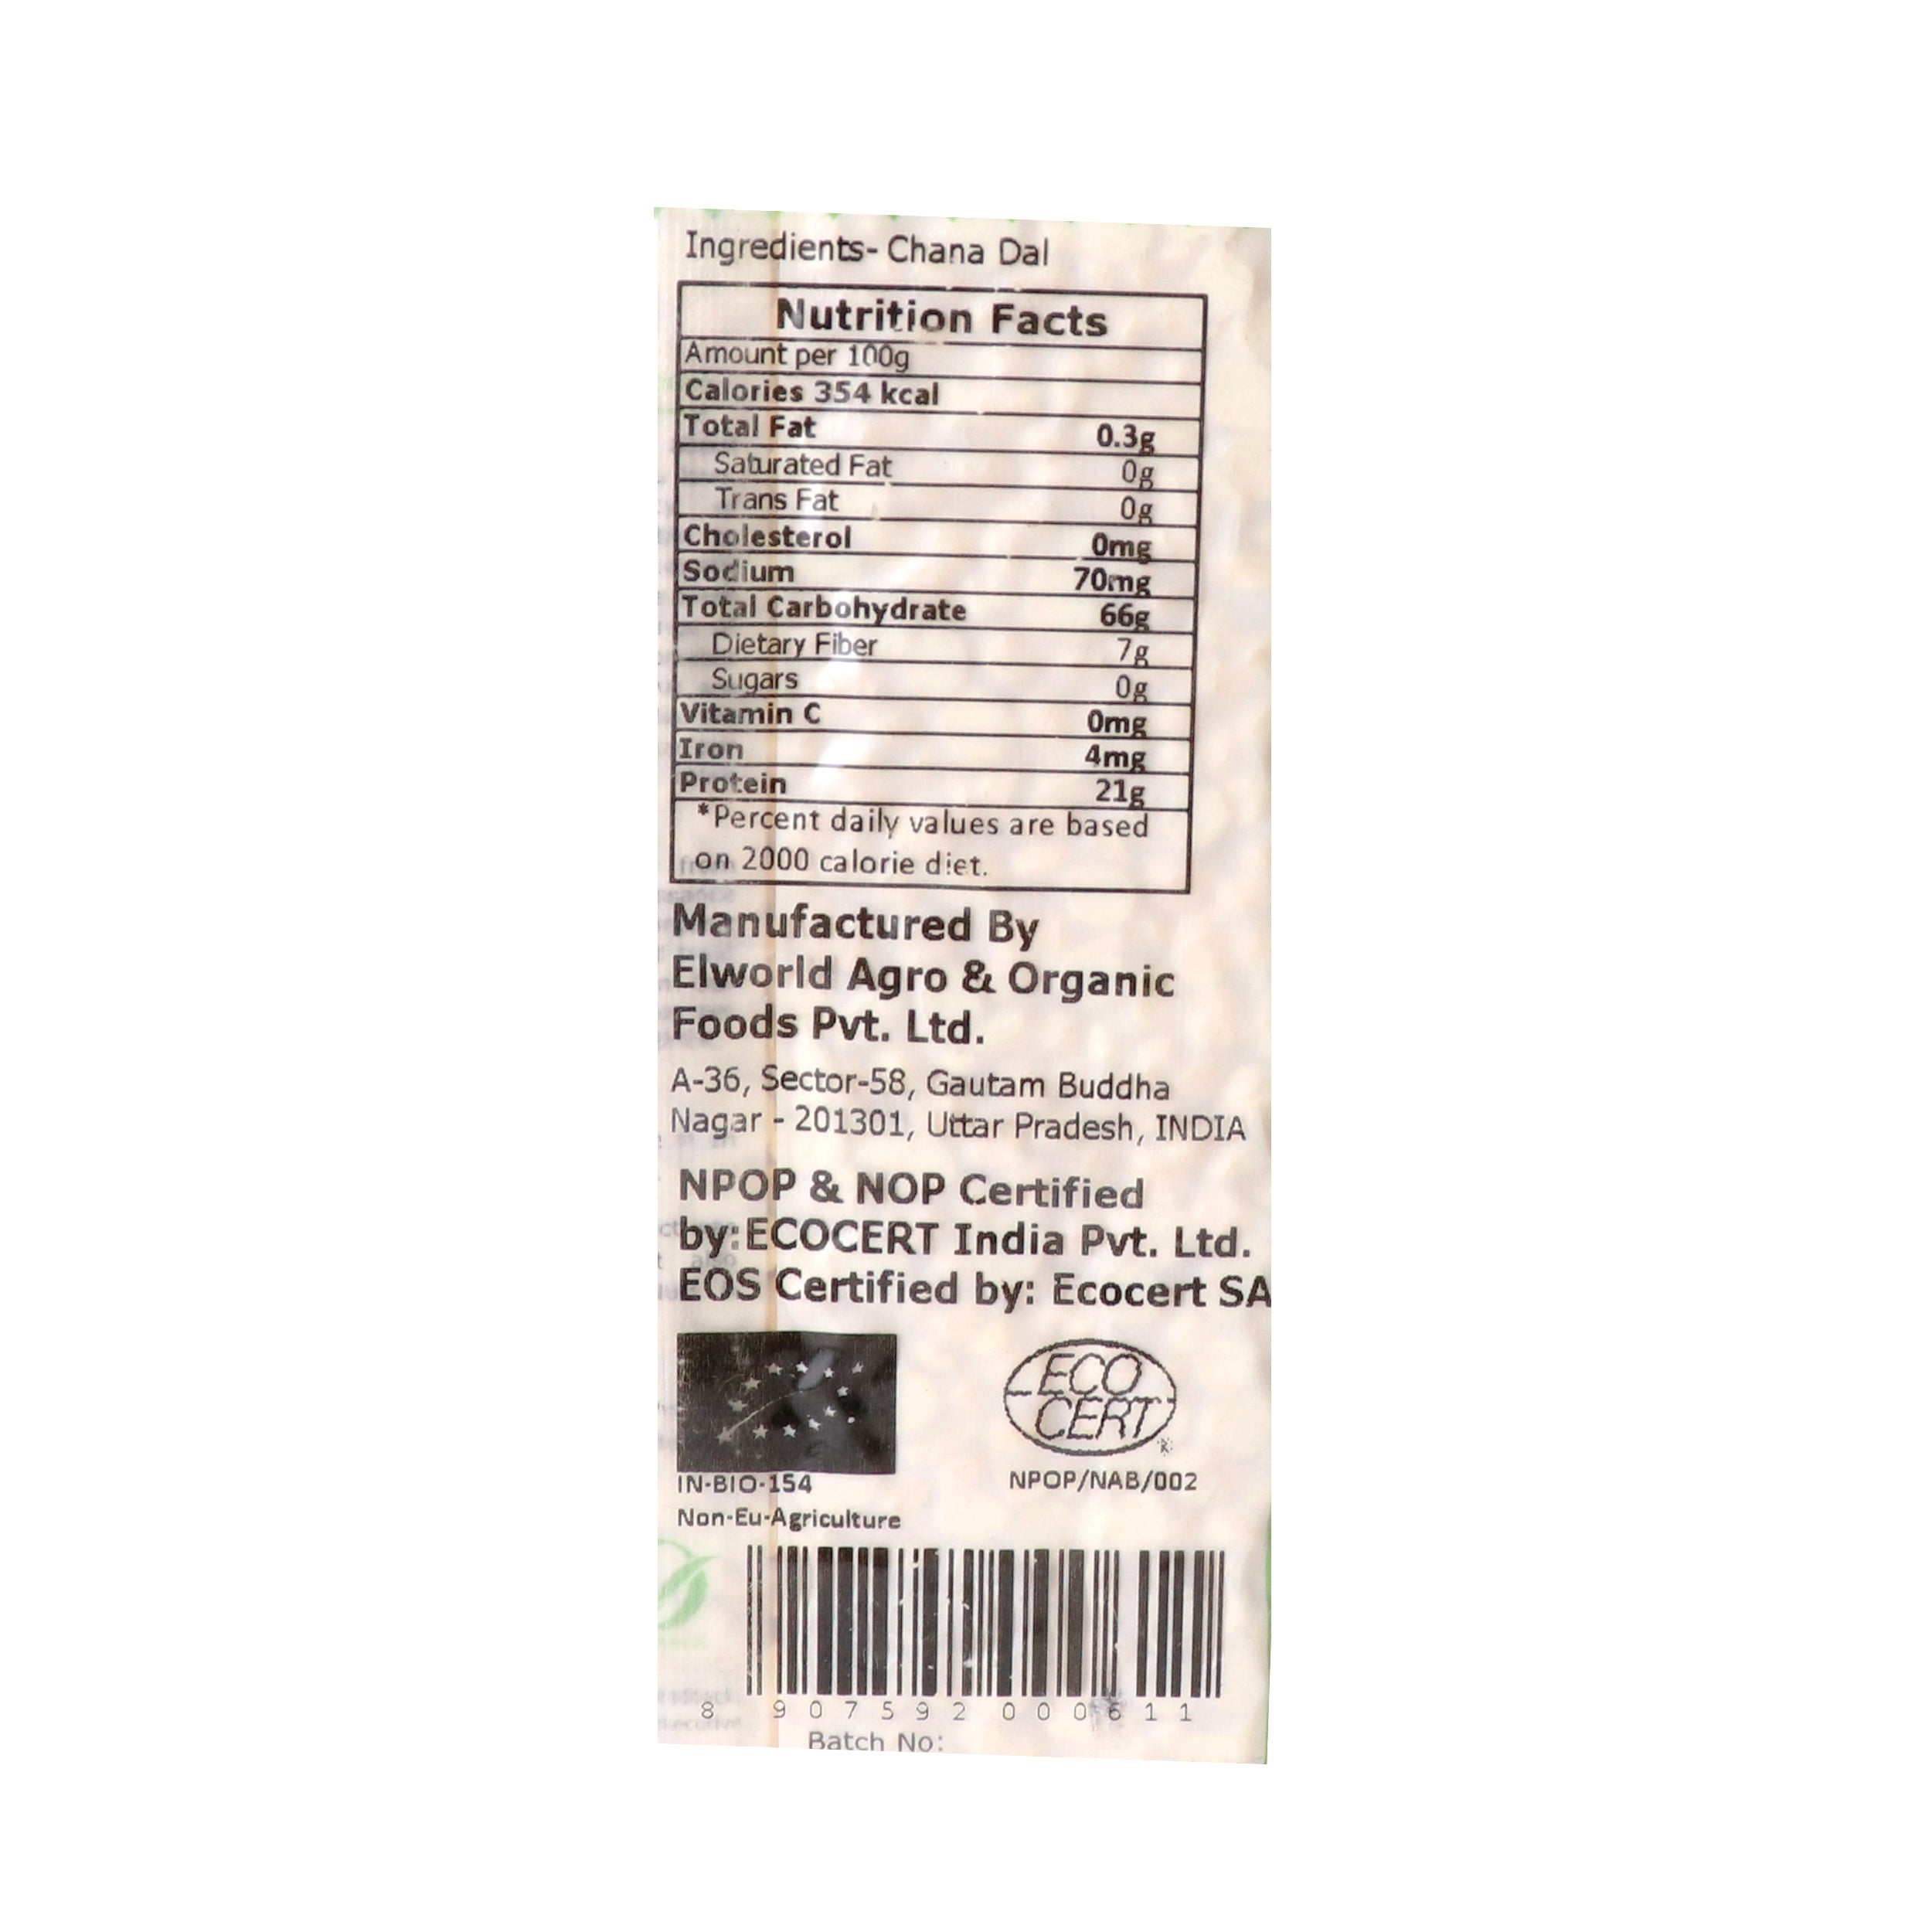 Ingredients- Chana Dal
Nutrition Facts
Amount per 100g
Calories 354 kcal
Total Fat 0.3g
Saturated Fat 0g
Trans Fat 0g
Cholesterol 0mg
Sodium 70mg
Total Carbohydrate 66g
Dietary Fiber 7g
Sugars 0g
Vitamin C 0mg
Iron 4mg
Protein 21g
*Percent daily values are based
on 2000 calorie diet.
Manufactured By
Elworld Agro & Organic
Foods Pvt. Ltd.
A-36, Sector-58, Gautam Buddha
Nagar - 201301, Uttar Pradesh, INDIA
NPOP & NOP Certified
by: ECOCERT India Pvt. Ltd.
EOS Certified by: Ecocert SA
ECO
CERT
®
IN-BIO-154
NPOP/NAB/002
Non-Eu-Agriculture
8 907592 000611
Batch No: